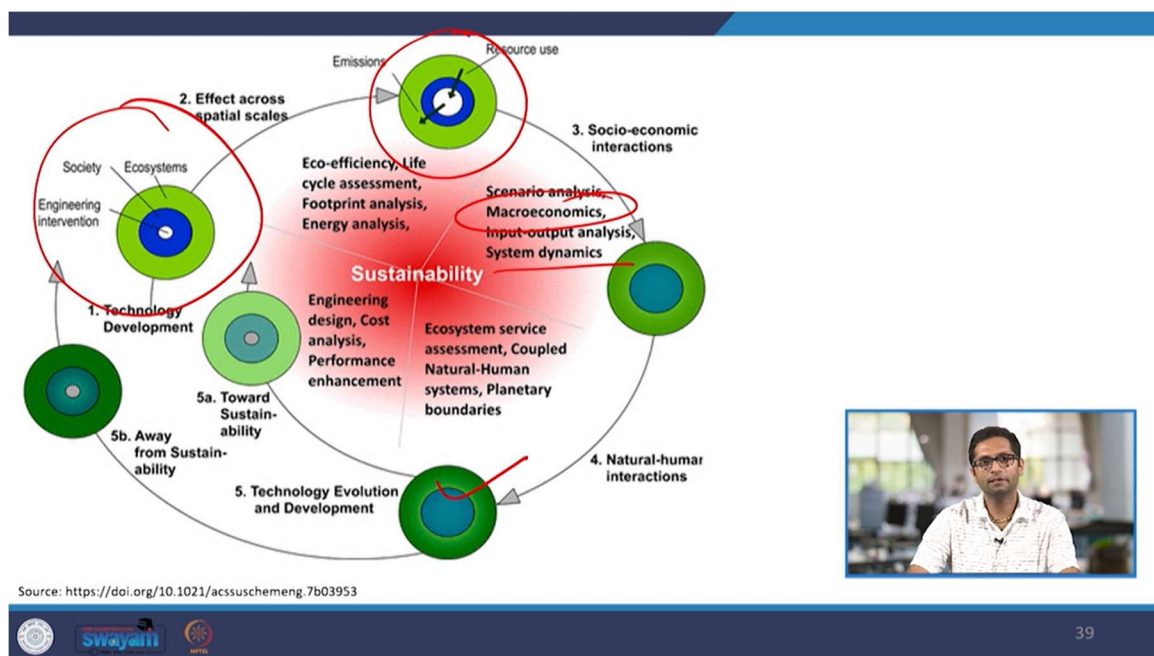 Emissions
Resource use
2. Effect across
spatial scales
3. Socio-economic
interactions
Society
Ecosystems
Engineering
intervention
Eco-efficiency, Life
cycle assessment,
Footprint analysis,
Energy analysis,
Scenario analysis,
Macroeconomics,
Input-output analysis,
System dynamics
Sustainability
1. Technology
Development
Engineering
design, Cost
analysis,
Performance
enhancement
Ecosystem service
assessment, Coupled
Natural-Human
systems, Planetary
boundaries
5a. Toward
Sustain-
ability
5b. Away
from Sustain-
ability
4. Natural-human
interactions
5. Technology Evolution
and Development
Source: https://doi.org/10.1021/acssuschemeng.7b03953
swayam
NPTEL
39